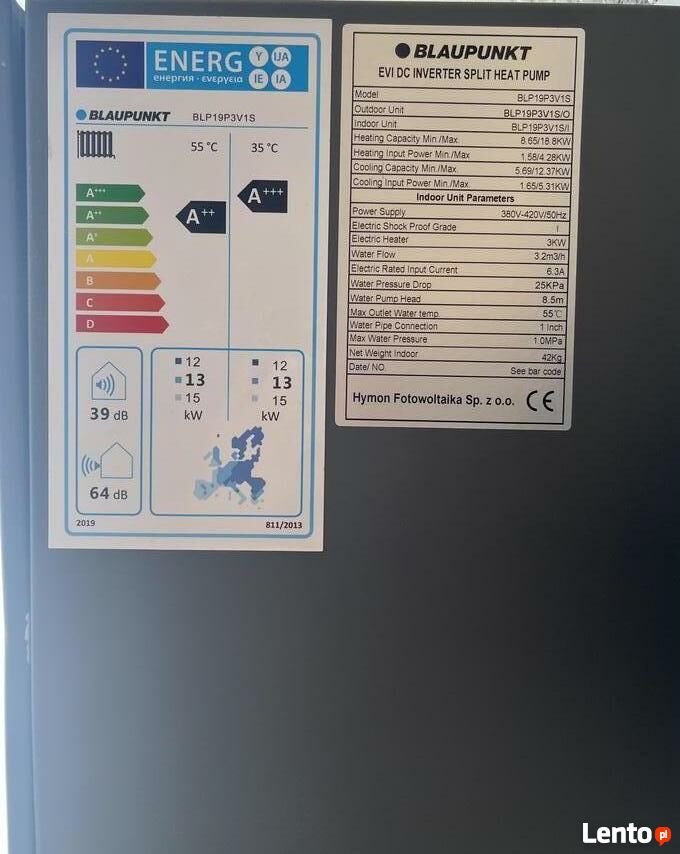 ENERG
енергия · ενεργεια
Y IJA
IE IA
BLAUPUNKT BLP19P3V1S
55 °C 35 °C
A+++
A++
A+
A
B
C
D
A++
A+++
39 dB
64 dB
12 12
13 13
15 15
kW kW
2019 811/2013
BLAUPUNKT
EVI DC INVERTER SPLIT HEAT PUMP
Model BLP19P3V1S
Outdoor Unit BLP19P3V1S/O
Indoor Unit BLP19P3V1S/I
Heating Capacity Min./Max. 8.65/18.8KW
Heating Input Power Min./Max 1.58/4.28KW
Cooling Capacity Min./Max. 5.69/12.37KW
Cooling Input Power Min./Max. 1.65/5.31KW
Indoor Unit Parameters
Power Supply 380V-420V/50Hz
Electric Shock Proof Grade I
Electric Heater 3KW
Water Flow 3.2m3/h
Electric Rated Input Current 6.3A
Water Pressure Drop 25KPa
Water Pump Head 8.5m
Max Outlet Water temp. 55℃
Water Pipe Connection 1 Inch
Max Water Pressure 1.0MPa
Net Weight Indoor 42Kg
Date/ NO. See bar code
Hymon Fotowoltaika Sp. z o.o. CE
Lento pl